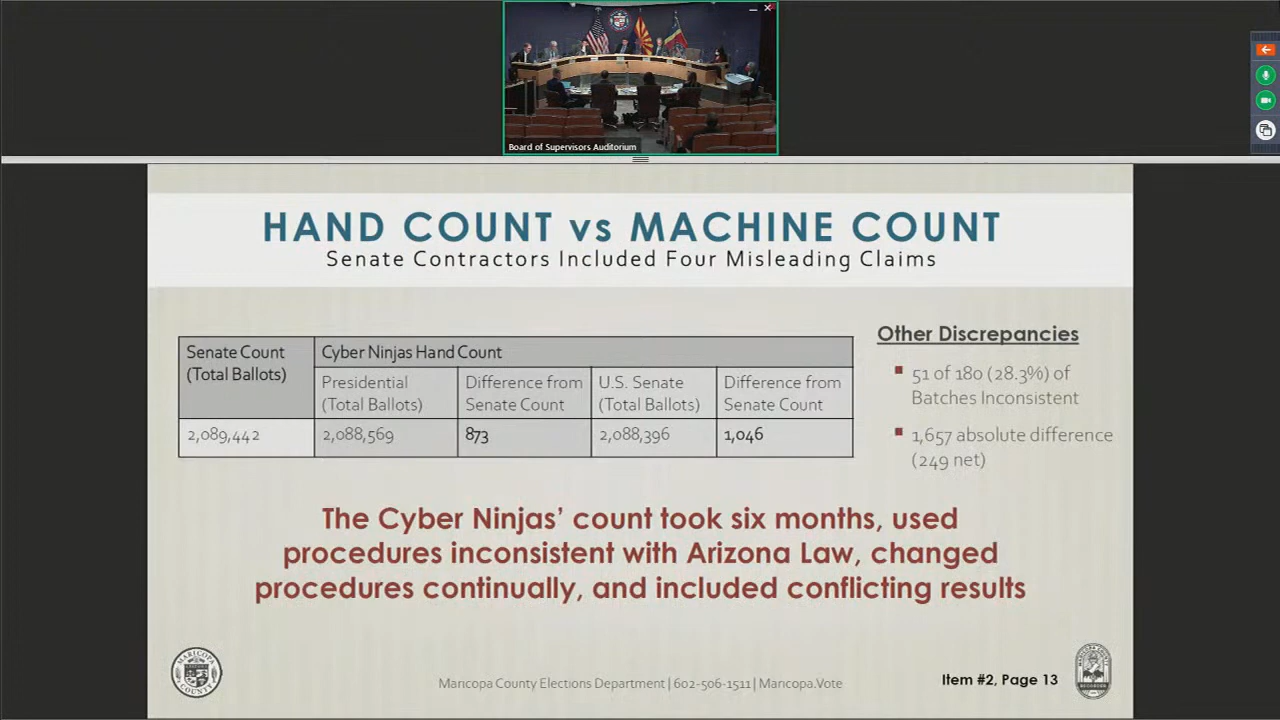 Board of Supervisors Auditorium
HAND COUNT vs MACHINE COUNT
Senate Contractors Included Four Misleading Claims
Senate Count
(Total Ballots)
Cyber Ninjas Hand Count
Presidential
(Total Ballots)
Difference from
Senate Count
U.S. Senate
(Total Ballots)
Difference from
Senate Count
2,089,442
2,088,569
873
2,088,396
1,046
Other Discrepancies
51 of 180 (28.3%) of
Batches Inconsistent
1,657 absolute difference
(249 net)
The Cyber Ninjas’ count took six months, used
procedures inconsistent with Arizona Law, changed
procedures continually, and included conflicting results
MARICOPA
COUNTY
Maricopa County Elections Department | 602-506-1511 | Maricopa.Vote
Item #2, Page 13